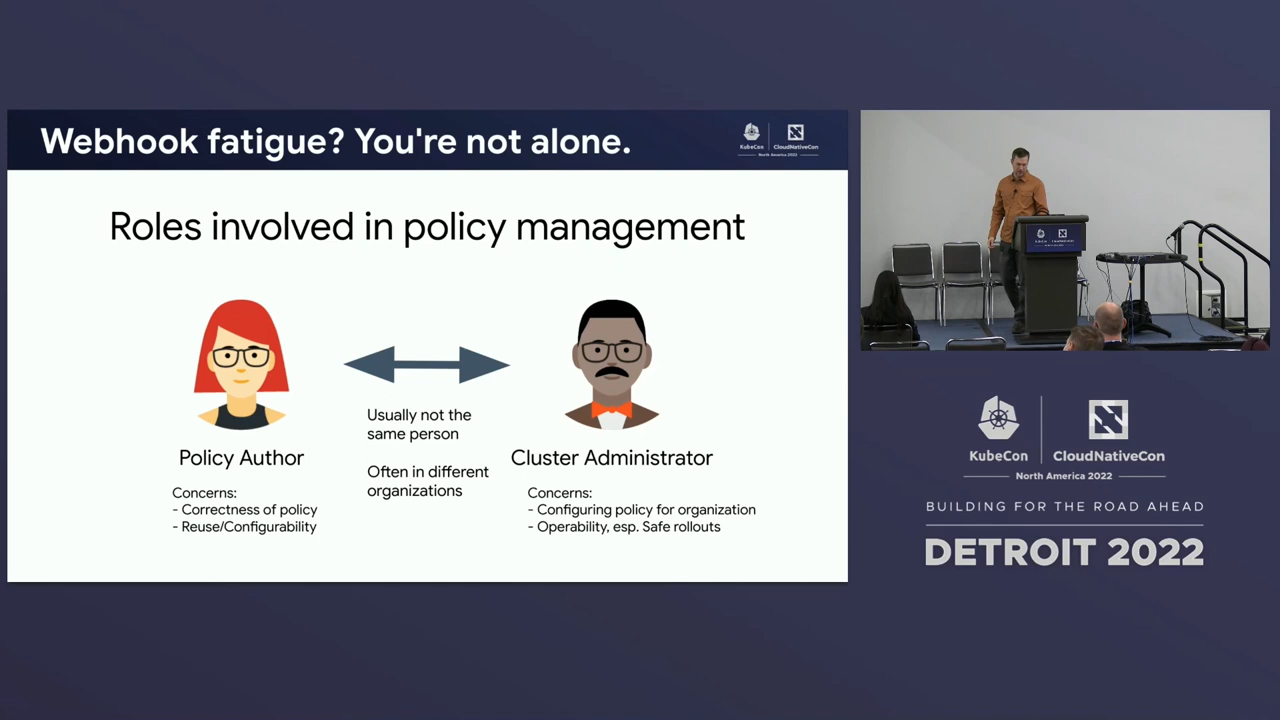 Webhook fatigue? You're not alone.
KubeCon
CloudNativeCon
North America 2022
Roles involved in policy management
Usually not the
same person
Often in different
organizations
Policy Author
Concerns:
- Correctness of policy
- Reuse/Configurability
Cluster Administrator
Concerns:
- Configuring policy for organization
- Operability, esp. Safe rollouts
KubeCon
CloudNativeCon
North America 2022
BUILDING FOR THE ROAD AHEAD
DETROIT 2022